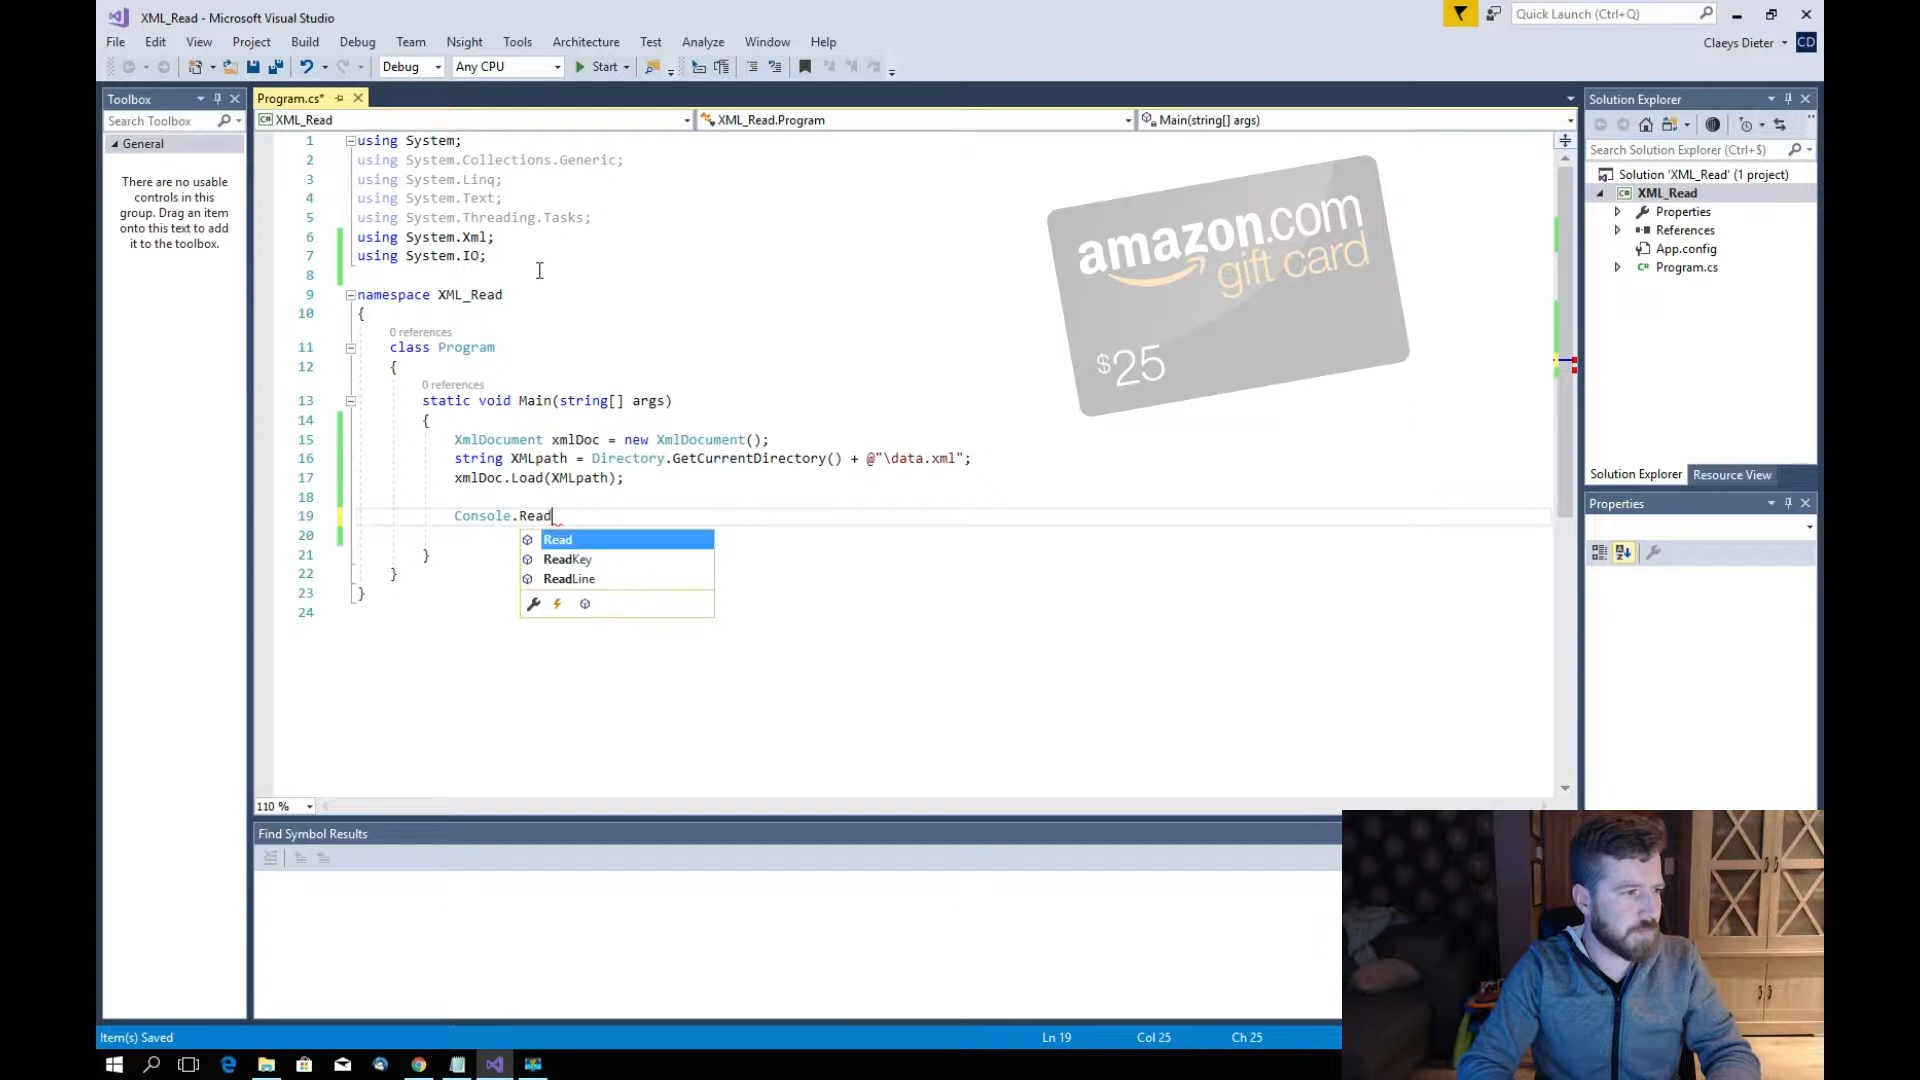 XML_Read - Microsoft Visual Studio
Quick Launch (Ctrl+Q)
File Edit View Project Build Debug Team Nsight Tools Architecture Test Analyze Window Help
Claeys Dieter CD
Debug Any CPU Start
Toolbox
Program.cs*
Solution Explorer
Search Toolbox
XML_Read
XML_Read.Program
Main(string[] args)
General
There are no usable
controls in this
group. Drag an item
onto this text to add
it to the toolbox.
1 using System;
2 using System.Collections.Generic;
3 using System.Linq;
4 using System.Text;
5 using System.Threading.Tasks;
6 using System.Xml;
7 using System.IO;
8
9 namespace XML_Read
10 {
0 references
11 class Program
12 {
0 references
13 static void Main(string[] args)
14 {
15 XmlDocument xmlDoc = new XmlDocument();
16 string XMLpath = Directory.GetCurrentDirectory() + @"\data.xml";
17 xmlDoc.Load(XMLpath);
18
19 Console.Read
20
21 }
22 }
23 }
24
Read
ReadKey
ReadLine
amazon.com
gift card
$25
Search Solution Explorer (Ctrl+$)
Solution 'XML_Read' (1 project)
XML_Read
Properties
References
App.config
Program.cs
Solution Explorer Resource View
Properties
110 %
Find Symbol Results
Item(s) Saved
Ln 19 Col 25 Ch 25